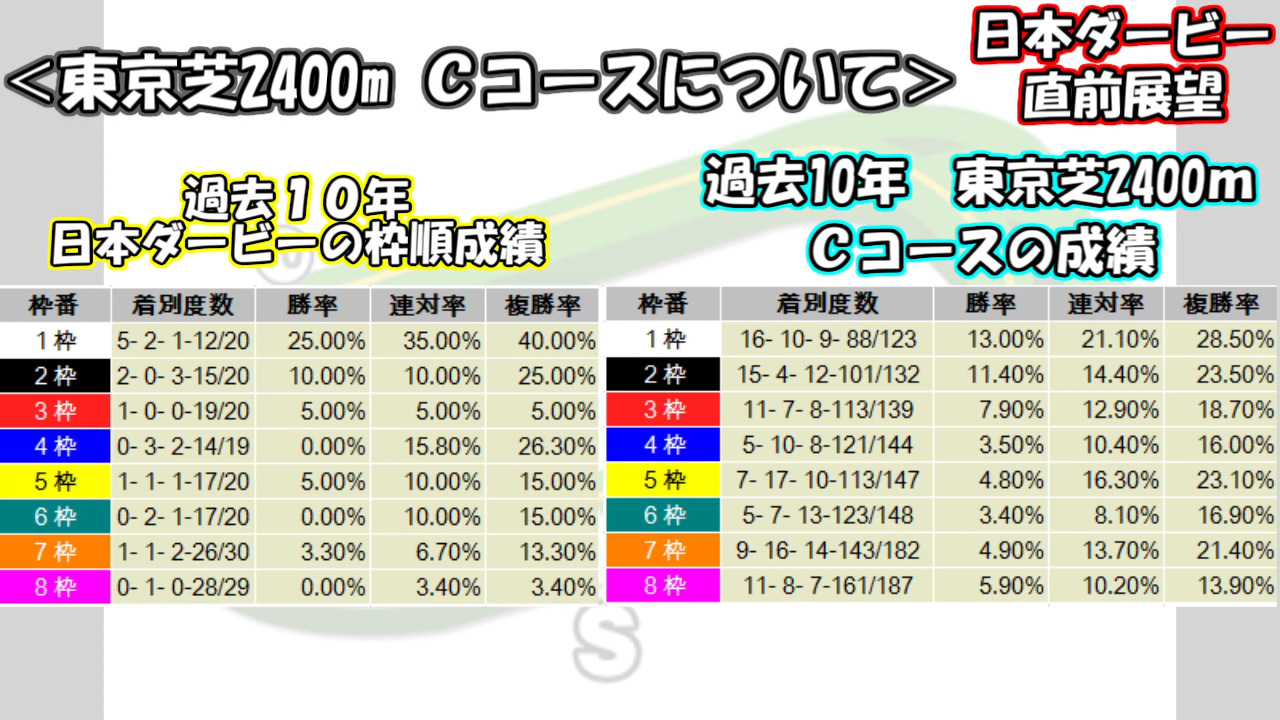 ＜東京芝2400m Ｃコースについて＞
日本ダービー
直前展望
過去１０年
日本ダービーの枠順成績
枠番 着別度数 勝率 連対率 複勝率
1枠 5- 2- 1-12/20 25.00% 35.00% 40.00%
2枠 2- 0- 3-15/20 10.00% 10.00% 25.00%
3枠 1- 0- 0-19/20 5.00% 5.00% 5.00%
4枠 0- 3- 2-14/19 0.00% 15.80% 26.30%
5枠 1- 1- 1-17/20 5.00% 10.00% 15.00%
6枠 0- 2- 1-17/20 0.00% 10.00% 15.00%
7枠 1- 1- 2-26/30 3.30% 6.70% 13.30%
8枠 0- 1- 0-28/29 0.00% 3.40% 3.40%
過去10年 東京芝2400m
Ｃコースの成績
枠番 着別度数 勝率 連対率 複勝率
1枠 16- 10- 9- 88/123 13.00% 21.10% 28.50%
2枠 15- 4- 12-101/132 11.40% 14.40% 23.50%
3枠 11- 7- 8-113/139 7.90% 12.90% 18.70%
4枠 5- 10- 8-121/144 3.50% 10.40% 16.00%
5枠 7- 17- 10-113/147 4.80% 16.30% 23.10%
6枠 5- 7- 13-123/148 3.40% 8.10% 16.90%
7枠 9- 16- 14-143/182 4.90% 13.70% 21.40%
8枠 11- 8- 7-161/187 5.90% 10.20% 13.90%
S